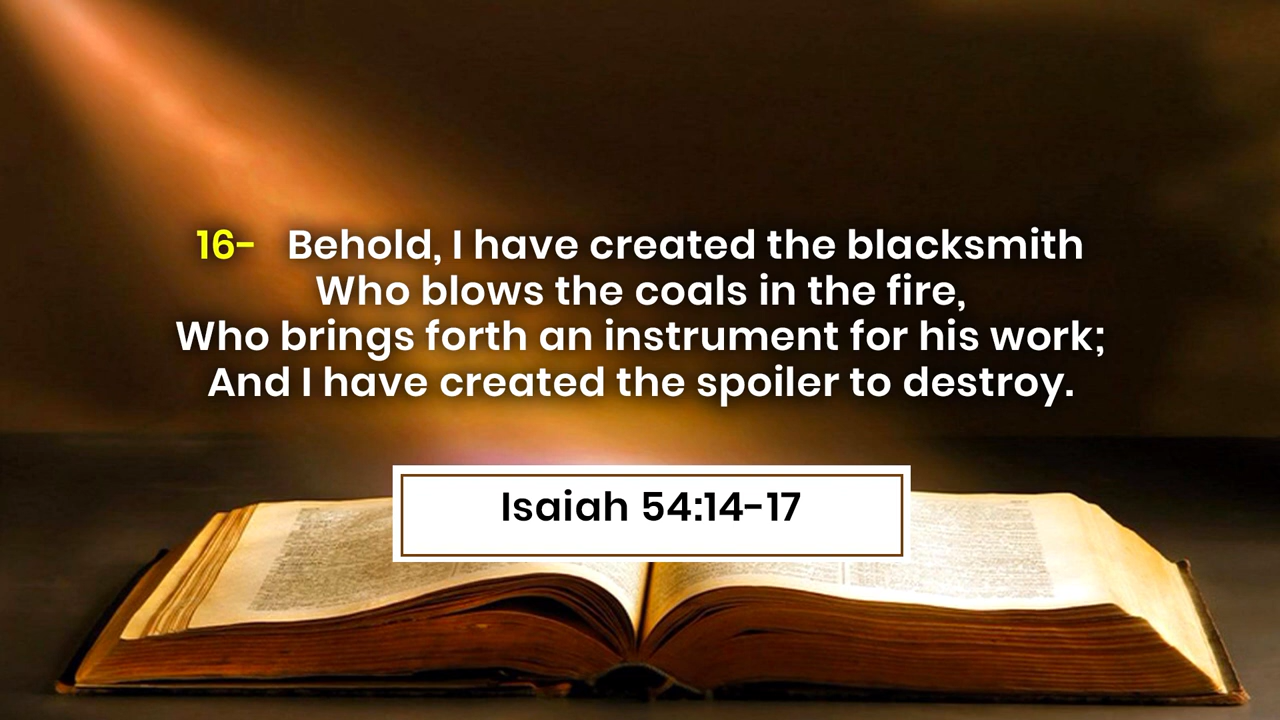 16- Behold, I have created the blacksmith
Who blows the coals in the fire,
Who brings forth an instrument for his work;
And I have created the spoiler to destroy.
Isaiah 54:14-17